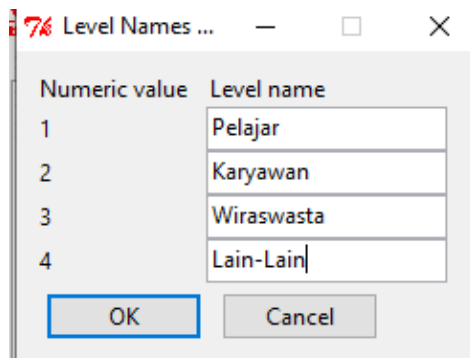 Level Names ...
Numeric value Level name
1 Pelajar
2 Karyawan
3 Wiraswasta
4 Lain-Lain
OK Cancel